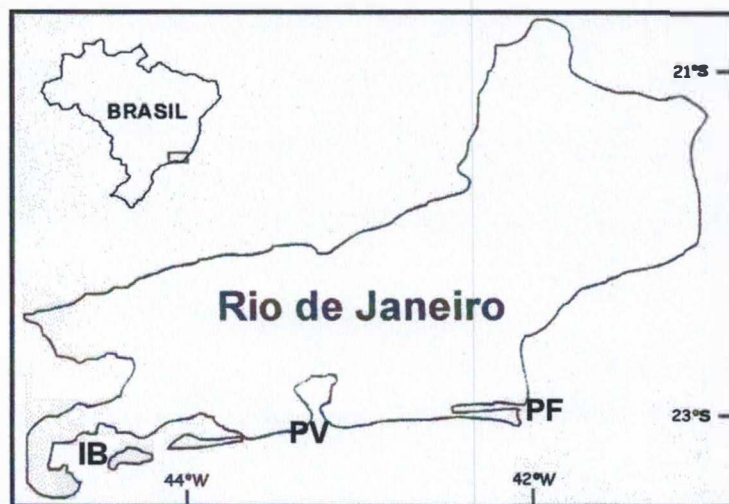 21°S
BRASIL
Rio de Janeiro
PF
23°S
PV
IB
44°W
42°W